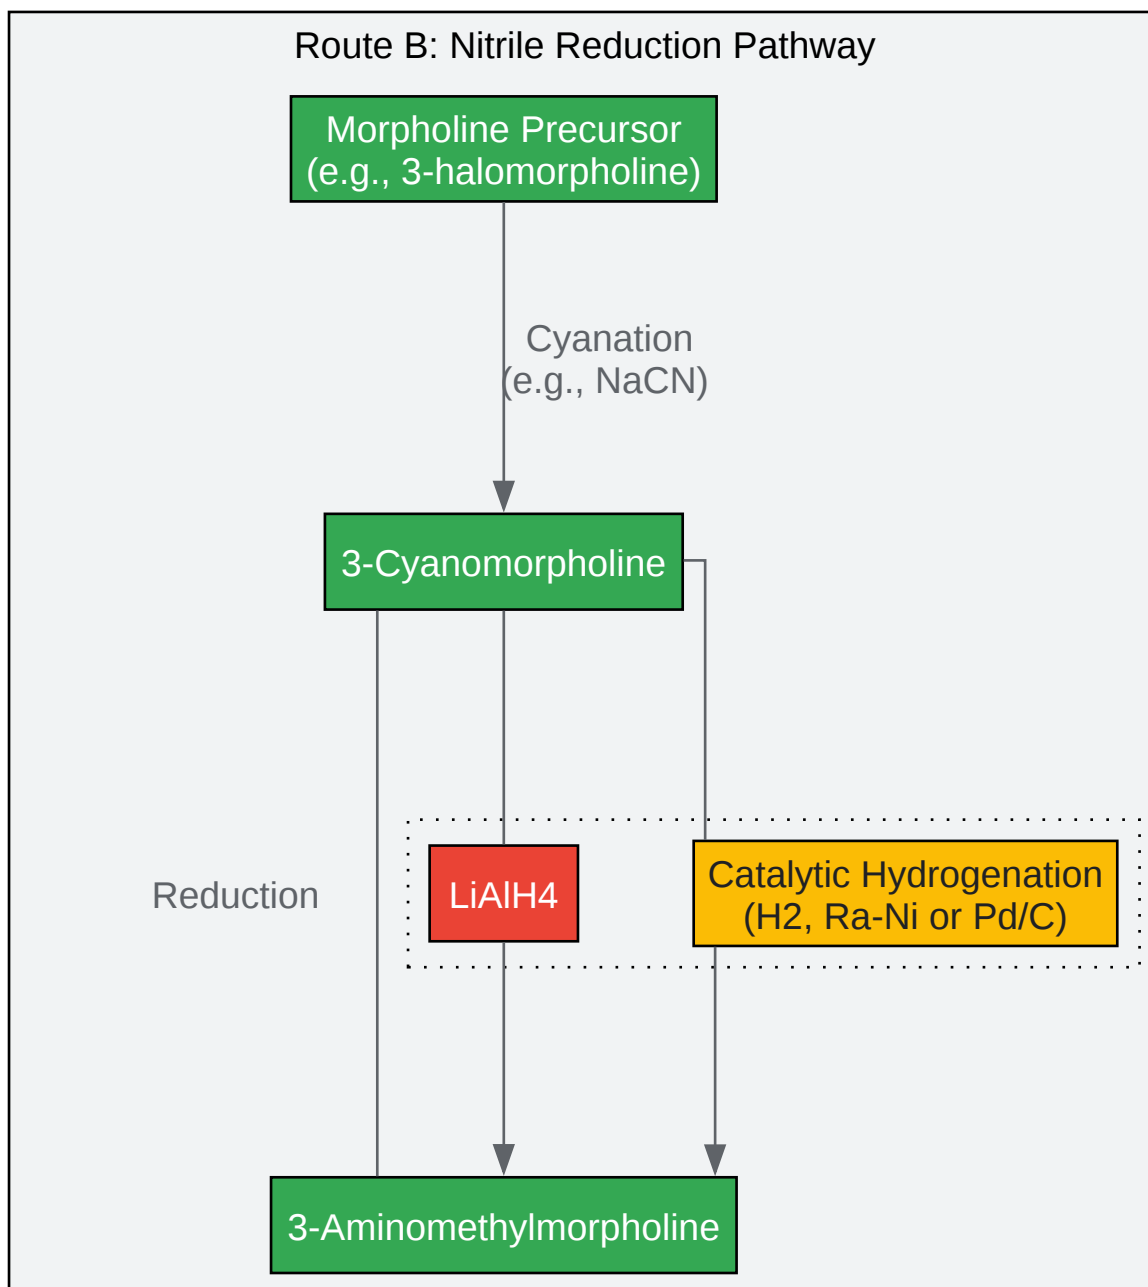 Route B: Nitrile Reduction Pathway
Morpholine Precursor
(e.g., 3-halomorpholine)
Cyanation
(e.g., NaCN)
3-Cyanomorpholine
Reduction
LiAlH4
Catalytic Hydrogenation
(H2, Ra-Ni or Pd/C)
3-Aminomethylmorpholine